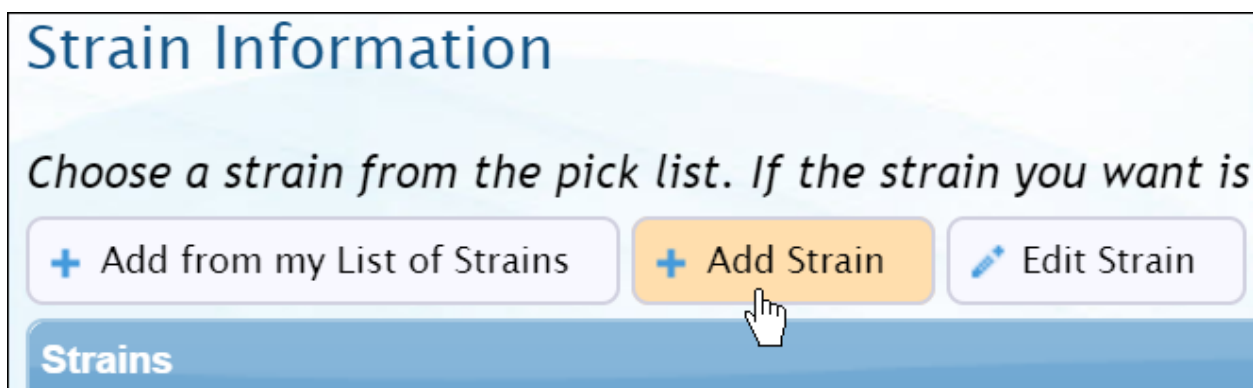 Strain Information
Choose a strain from the pick list. If the strain you want is
Add from my List of Strains Add Strain Edit Strain
Strains